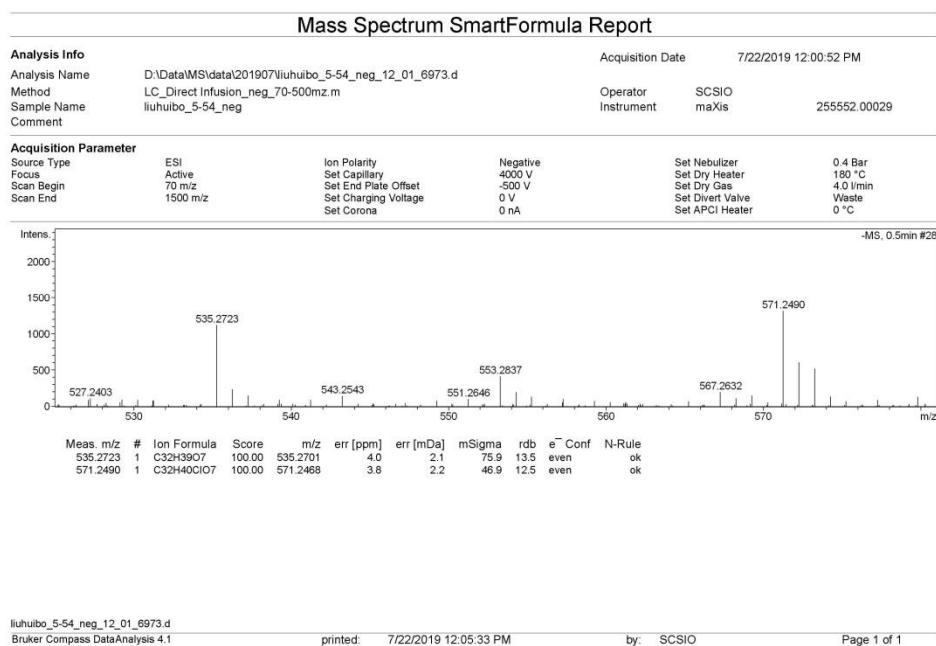 Mass Spectrum SmartFormula Report
Analysis Info Acquisition Date 7/22/2019 12:00:52 PM
Analysis Name D:\Data\MS\data\201907\liuhuibo_5-54_neg_12_01_6973.d
Method LC_Direct Infusion_neg_70-500mz.m Operator SCSIO
Sample Name liuhuibo_5-54_neg Instrument maXis 255552.00029
Comment
Acquisition Parameter
Source Type ESI Ion Polarity Negative Set Nebulizer 0.4 Bar
Focus Active Set Capillary 4000 V Set Dry Heater 180 °C
Scan Begin 70 m/z Set End Plate Offset -500 V Set Dry Gas 4.0 l/min
Scan End 1500 m/z Set Charging Voltage 0 V Set Divert Valve Waste
Set Corona 0 nA Set APCI Heater 0 °C
Intens. -MS, 0.5min #28
2000
1500
571.2490
535.2723
1000
500
553.2837
527.2403 543.2543 551.2646 567.2632
0
530 540 550 560 570 m/z
Meas. m/z # Ion Formula Score m/z err [ppm] err [mDa] mSigma rdb e⁻ Conf N-Rule
535.2723 1 C32H39O7 100.00 535.2701 4.0 2.1 75.9 13.5 even ok
571.2490 1 C32H40ClO7 100.00 571.2468 3.8 2.2 46.9 12.5 even ok
liuhuibo_5-54_neg_12_01_6973.d
Bruker Compass DataAnalysis 4.1 printed: 7/22/2019 12:05:33 PM by: SCSIO Page 1 of 1